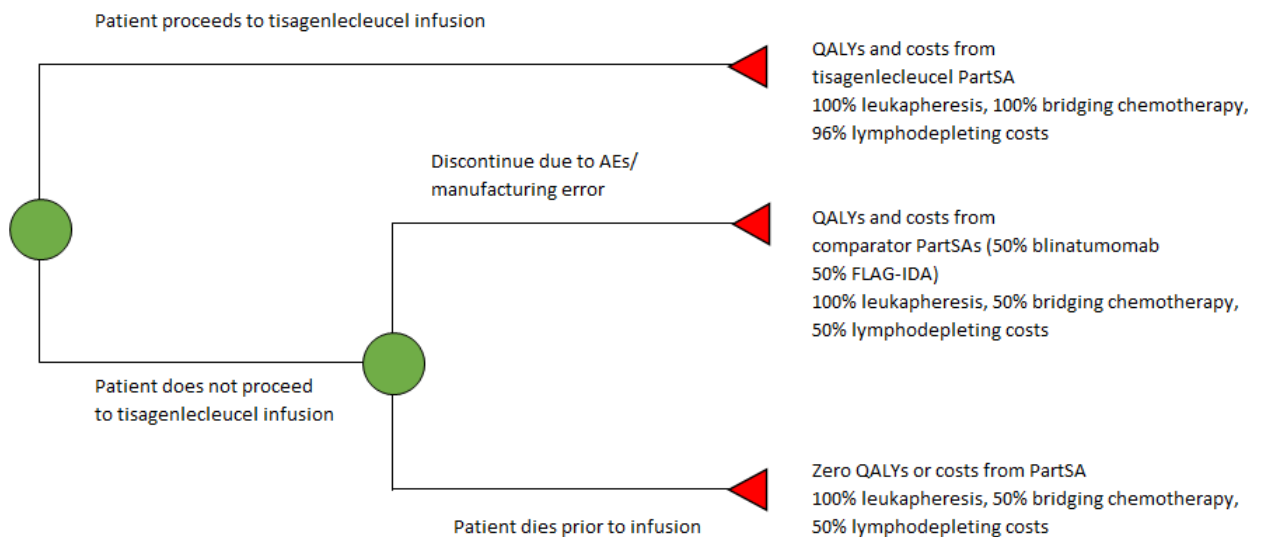 Patient proceeds to tisagenlecleucel infusion
QALYs and costs from
tisagenlecleucel PartSA
100% leukapheresis, 100% bridging chemotherapy,
96% lymphodepleting costs
Discontinue due to AEs/
manufacturing error
QALYs and costs from
comparator PartSAs (50% blinatumomab
50% FLAG-IDA)
100% leukapheresis, 50% bridging chemotherapy,
50% lymphodepleting costs
Patient does not proceed
to tisagenlecleucel infusion
Zero QALYs or costs from PartSA
100% leukapheresis, 50% bridging chemotherapy,
50% lymphodepleting costs
Patient dies prior to infusion